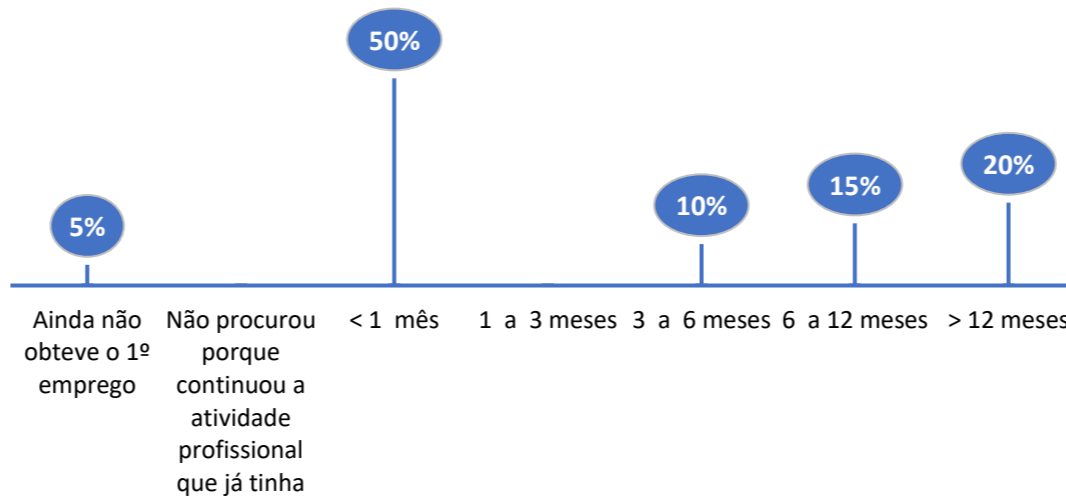 50%
20%
15%
10%
5%
Ainda não
obteve o 1º
emprego
Não procurou
porque
continuou a
atividade
profissional
que já tinha
< 1 mês
1 a 3 meses
3 a 6 meses
6 a 12 meses
> 12 meses